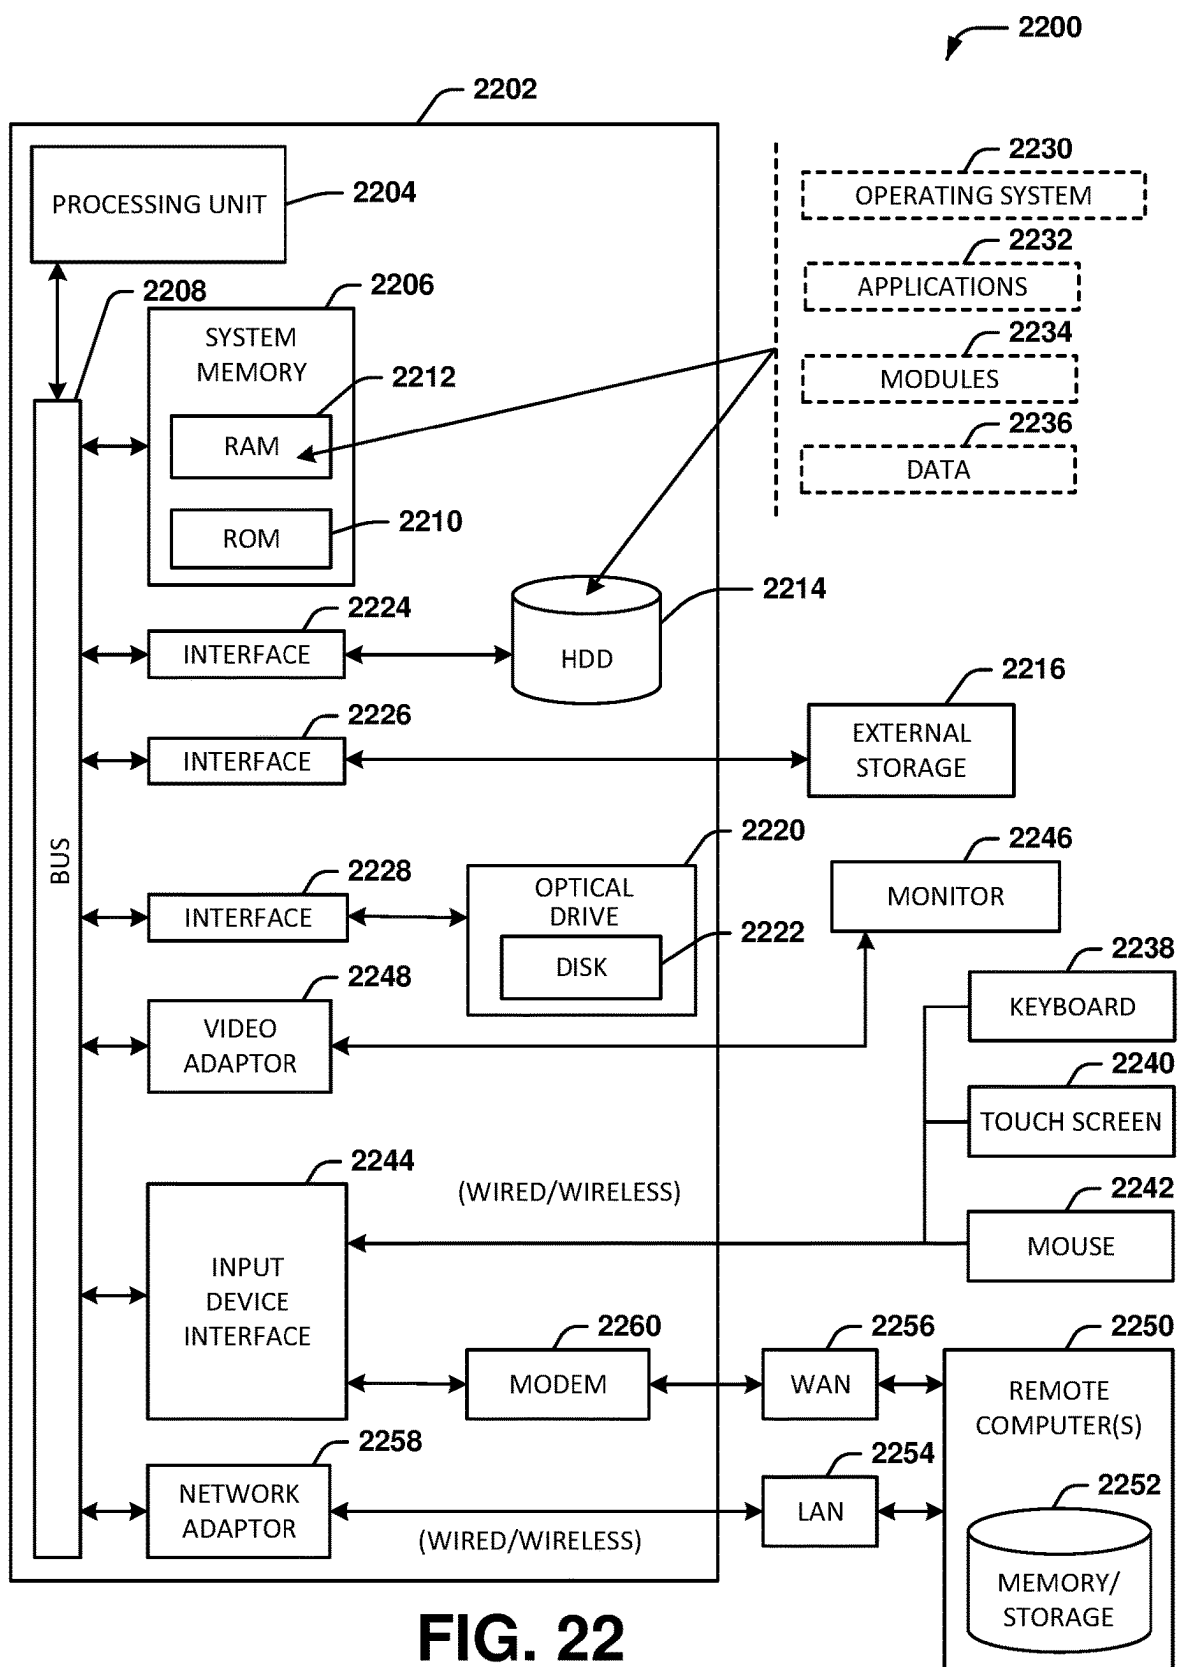 2200
2202
PROCESSING UNIT
2204
2230
OPERATING SYSTEM
2232
APPLICATIONS
2234
MODULES
2236
DATA
2208
2206
SYSTEM
MEMORY
2212
RAM
2210
ROM
2224
INTERFACE
2214
HDD
2226
INTERFACE
2216
EXTERNAL
STORAGE
BUS
2228
INTERFACE
2220
OPTICAL
DRIVE
2222
DISK
2246
MONITOR
2248
VIDEO
ADAPTOR
2238
KEYBOARD
2240
TOUCH SCREEN
2242
MOUSE
2244
INPUT
DEVICE
INTERFACE
(WIRED/WIRELESS)
2260
MODEM
2256
WAN
2250
REMOTE
COMPUTER(S)
2258
NETWORK
ADAPTOR
(WIRED/WIRELESS)
2254
LAN
2252
MEMORY/
STORAGE
FIG. 22